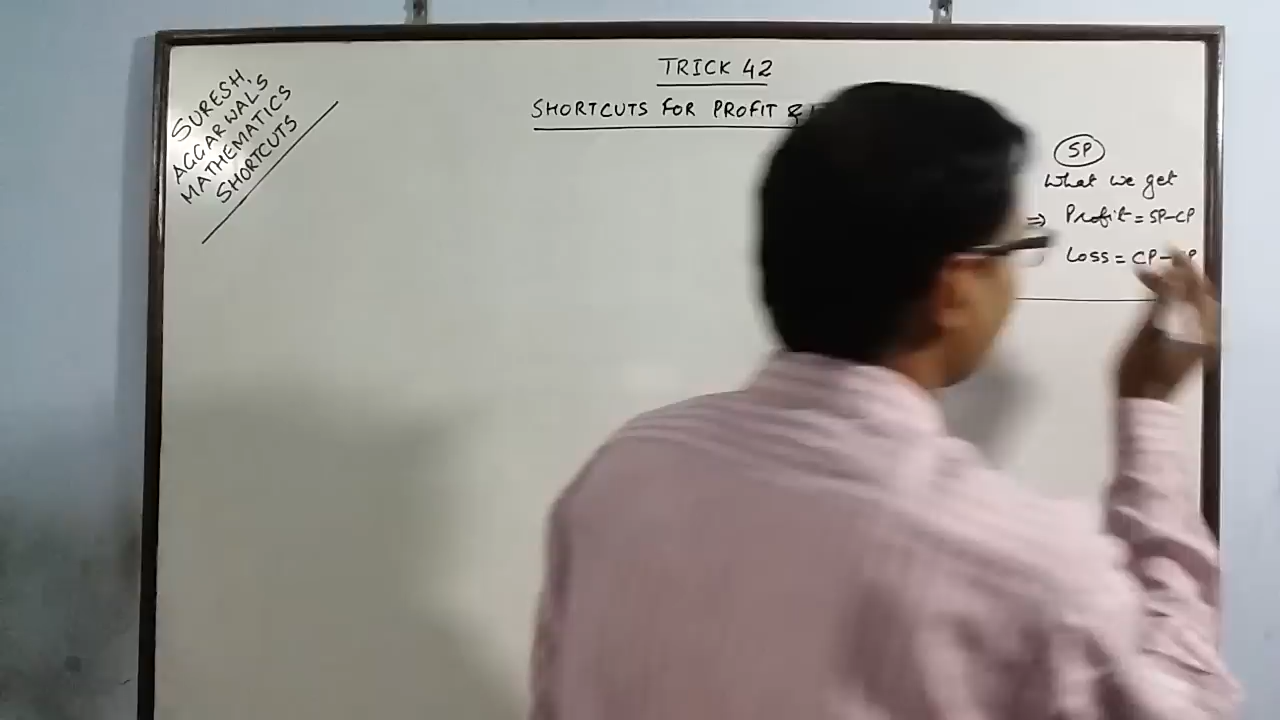 SURESH
AGGARWAL'S
MATHEMATICS
SHORTCUTS
TRICK 42
SHORTCUTS FOR PROFIT &
SP
What we get
⇒ Profit = SP-CP
Loss = CP-